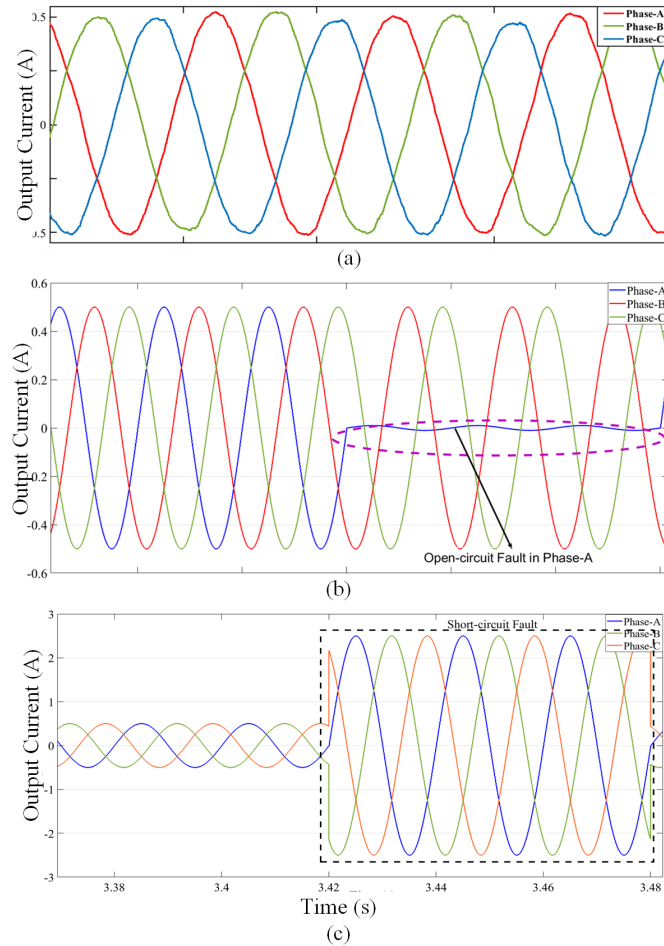 3.5
Phase-A
Phase-B
Phase-C
Output Current (A)
0
.5
(a)
0.6
Phase-A
Phase-B
Phase-C
0.4
0.2
Output Current (A)
0
-0.2
-0.4
Open-circuit Fault in Phase-A
-0.6
(b)
3
Short-circuit Fault
Phase-A
Phase-B
Phase-C
2
1
Output Current (A)
0
-1
-2
-3
3.38
3.4
3.42
3.44
3.46
3.48
Time (s)
(c)